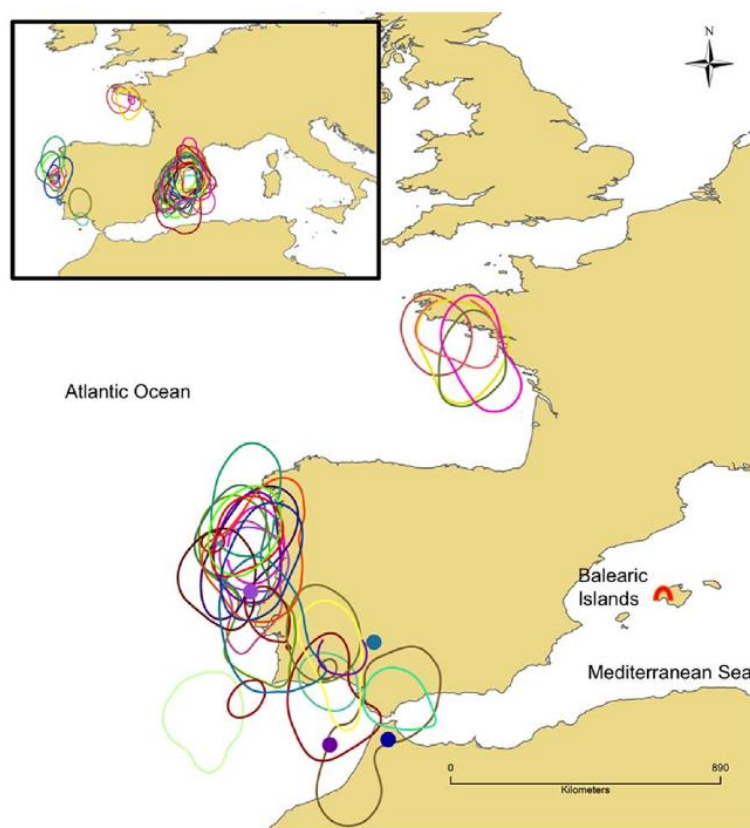 N
Atlantic Ocean
Balearic
Islands
Mediterranean Sea
0
890
Kilometers